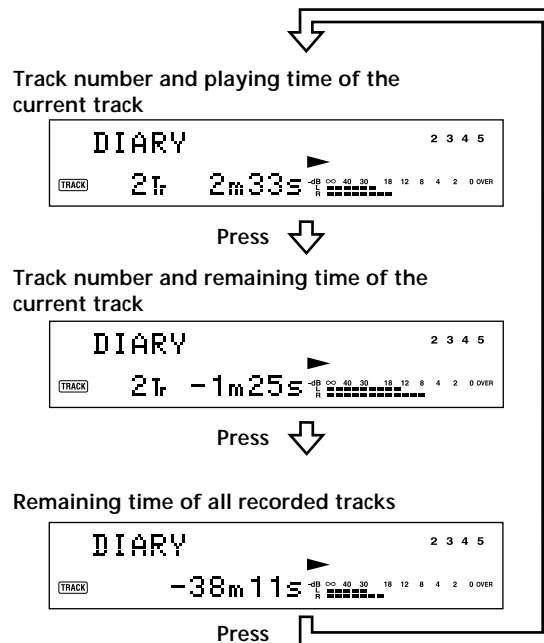 Track number and playing time of the
current track
DIARY
2 3 4 5
TRACK 2Tr 2m33s -dB L R ∞ 40 30 18 12 8 4 2 0 OVER
Press
Track number and remaining time of the
current track
DIARY
2 3 4 5
TRACK 2Tr -1m25s -dB L R ∞ 40 30 18 12 8 4 2 0 OVER
Press
Remaining time of all recorded tracks
DIARY
2 3 4 5
TRACK -38m11s -dB L R ∞ 40 30 18 12 8 4 2 0 OVER
Press